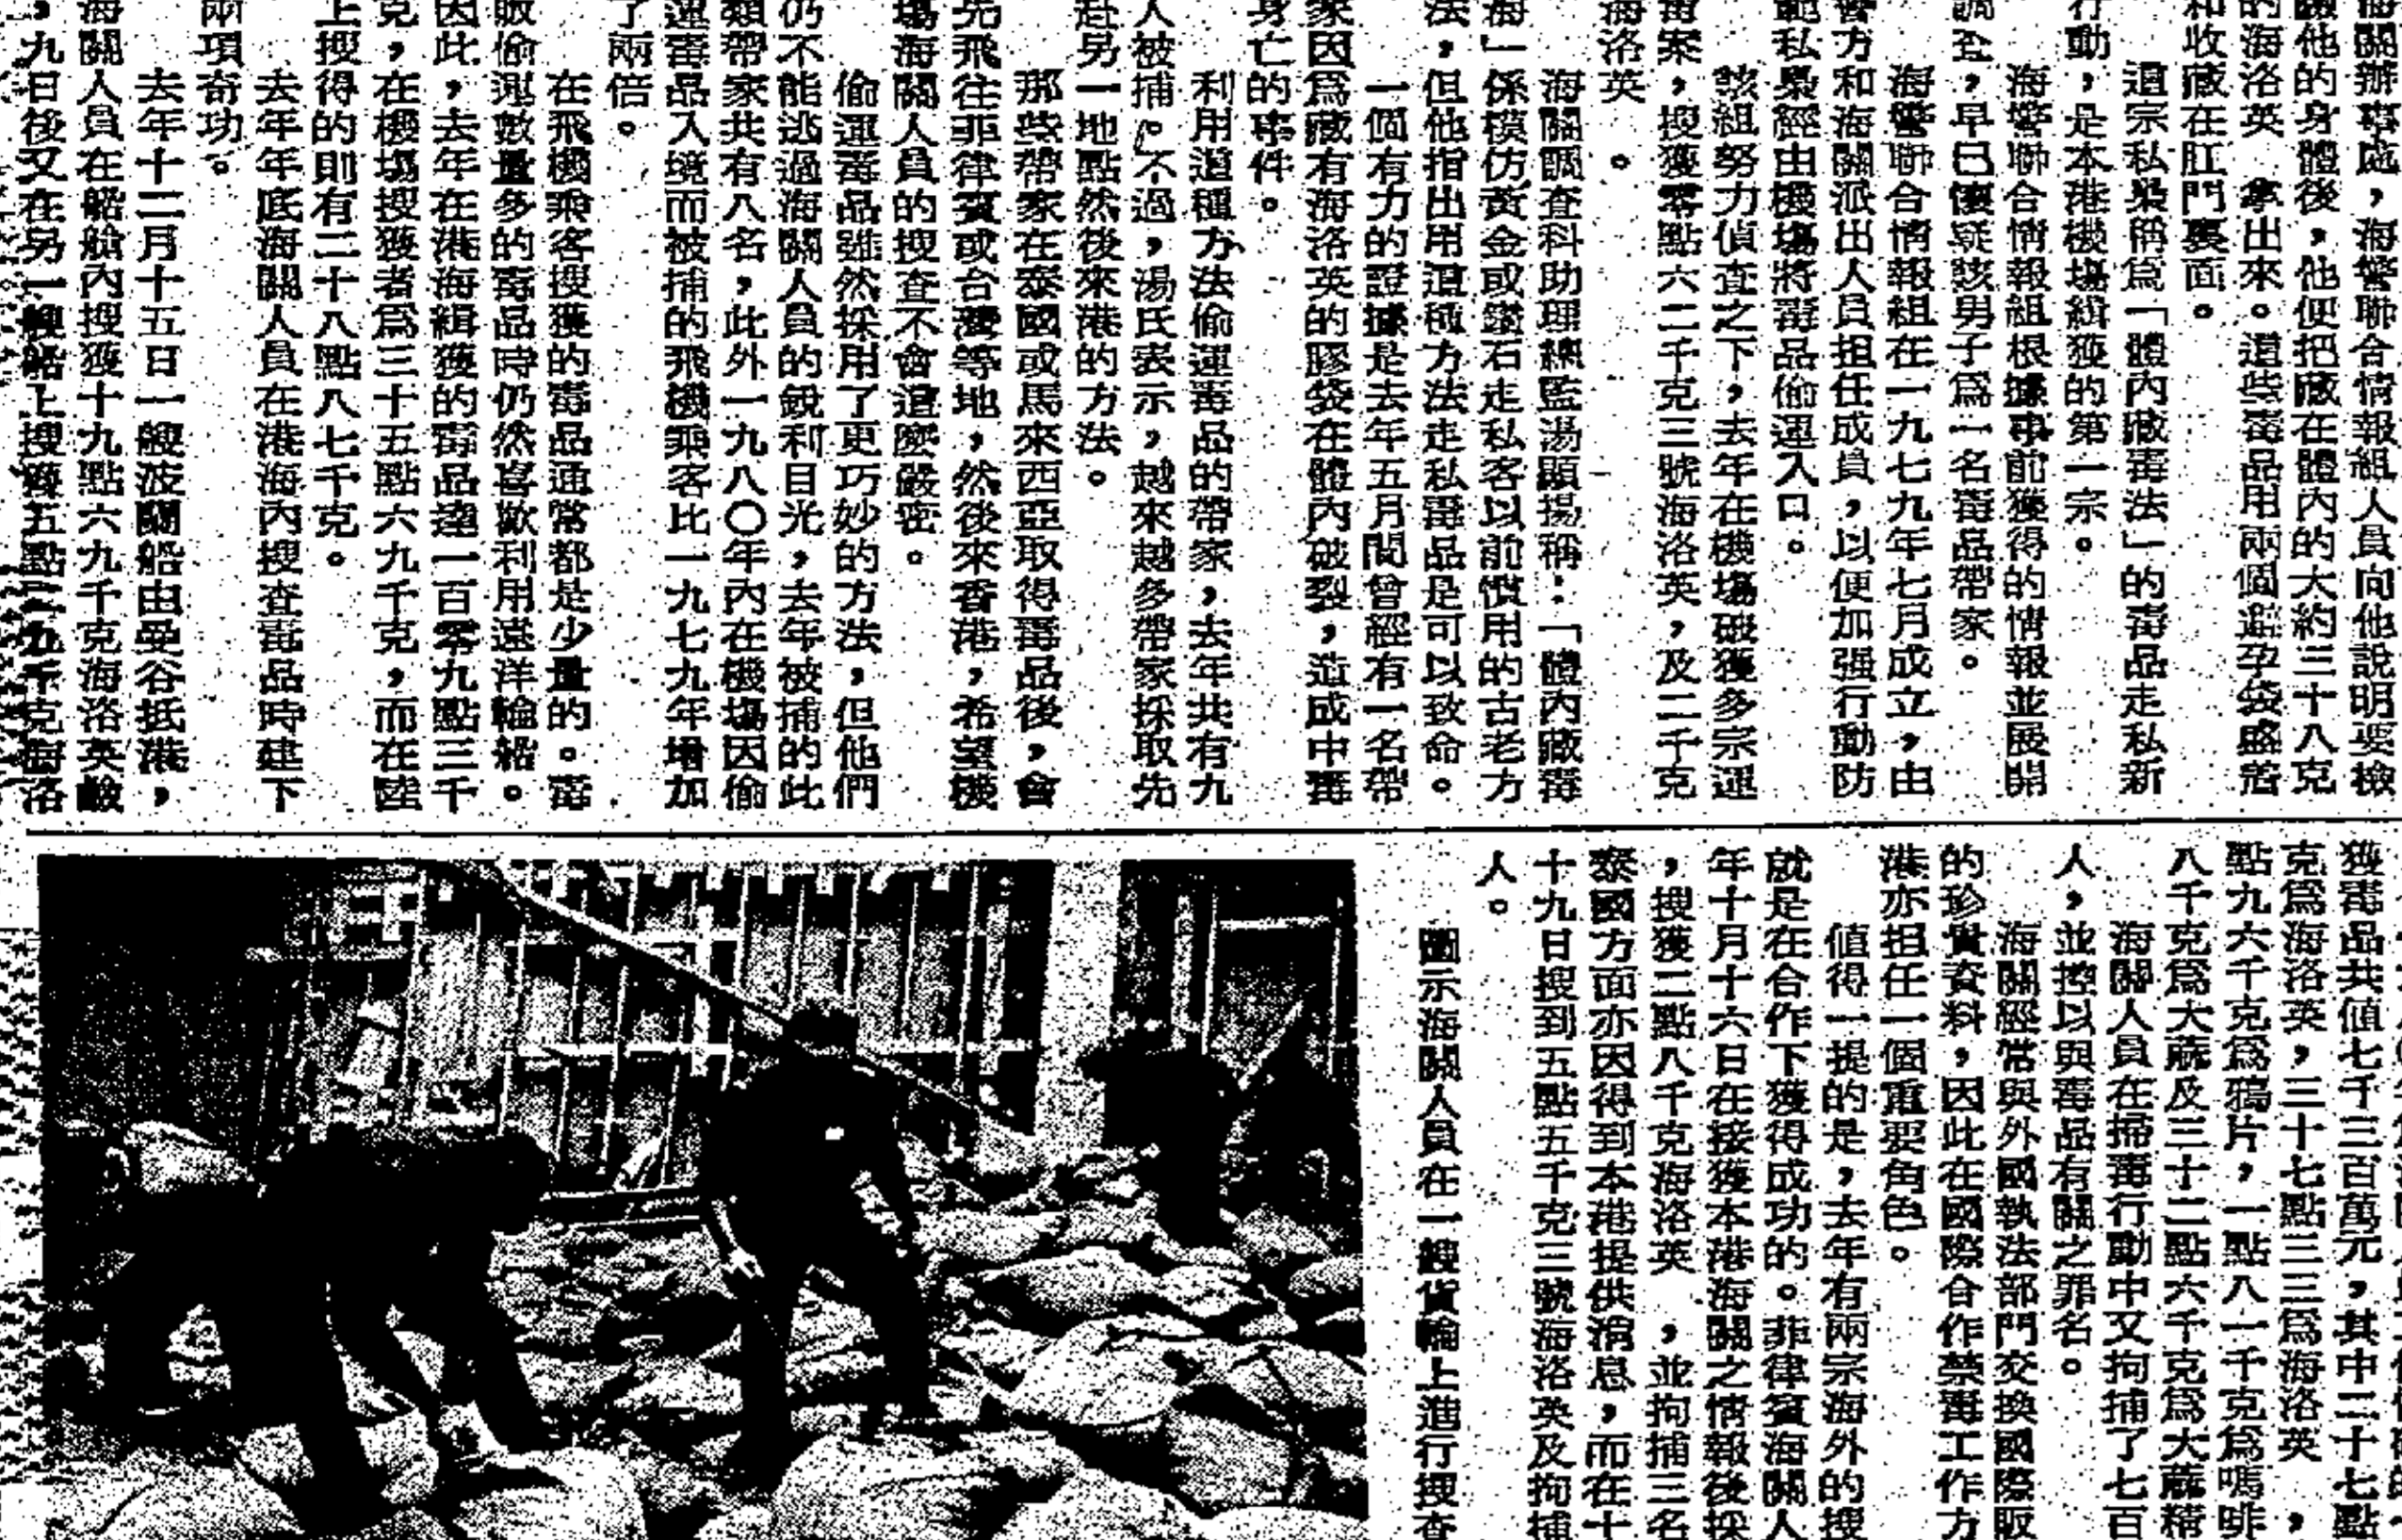 海關辦事處，海警聯合情報組人員向他說明要檢
驗他的身體後，他便把藏在體內的大約三十八克
的海洛英　拿出來。這些毒品用兩個避孕袋盛着
和收藏在肛門裏面。
這宗私梟稱為「體內藏毒法」的毒品走私新
行動，是本港機場緝獲的第一宗。
海警聯合情報組根據事前獲得的情報並展開
調查，早已懷疑該男子為一名毒品帶家。
海警聯合情報組在一九七九年七月成立，由
警方和海關派出人員担任成員，以便加强行動防
範私梟經由機場將毒品偷運入口。
該組努力偵查之下，去年在機場破獲多宗運
毒案，搜獲零點六二千克三號海洛英，及二千克
海洛英　。
海關調查科助理總監湯顯揚稱：「體內藏毒
海」係模仿黃金或鑽石走私客以前慣用的古老方
法，但他指出用這種方法走私毒品是可以致命。
一個有力的證據是去年五月間曾經有一名帶
家因為藏有海洛英的膠袋在體內破裂，造成中毒
身亡的事件。
利用這種方法偷運毒品的帶家，去年共有九
人被捕。不過，湯氏表示，越來越多帶家採取先
赴另一地點然後來港的方法。
那些帶家在泰國或馬來西亞取得毒品後，會
先飛往菲律賓或台灣等地，然後來香港，希望機
場海關人員的搜查不會這麼嚴密。
偷運毒品雖然採用了更巧妙的方法，但他們
仍不能逃過海關人員的銳利目光，去年被捕的此
類帶家共有八名，此外一九八〇年內在機場因偷
運毒品入境而被捕的飛機乘客比一九七九年增加
了兩倍。
在飛機乘客搜獲的毒品通常都是少量的。毒
販偷運數量多的毒品時仍然喜歡利用遠洋輪船。
因此，去年在港海緝獲的毒品達一百零九點三千
克，在機場搜獲者為三十五點六九千克，而在陸
上搜得的則有二十八點八七千克。
去年年底海關人員在港海內搜查毒品時建下
兩項奇功。
去年十二月十五日一艘波蘭船由曼谷抵港，
海關人員在船艙內搜獲十九點六九千克海洛英鹼
，九日後又在另一艘船上搜獲五點二九千克海洛
獲毒品共値七千三百萬元，其中二十七點
克為海洛英，三十七點三三為海洛英　，
點九六千克為鴉片，一點八一千克為嗎啡
八千克為大蔴及三十二點六千克為大蔴精
海關人員在掃毒行動中又拘捕了七百
人，並控以與毒品有關之罪名。
海關經常與外國執法部門交換國際販
的珍貴資料，因此在國際合作禁毒工作方
港亦担任一個重要角色。
值得一提的是，去年有兩宗海外的搜
就是在合作下獲得成功的。菲律賓海關人
年十月十六日在接獲本港海關之情報後採
，搜獲二點八千克海洛英　，並拘捕三名
泰國方面亦因得到本港提供消息，而在十
十九日搜到五點五千克三號海洛英及拘捕
人。
圖示海關人員在一艘貨輪上進行搜查